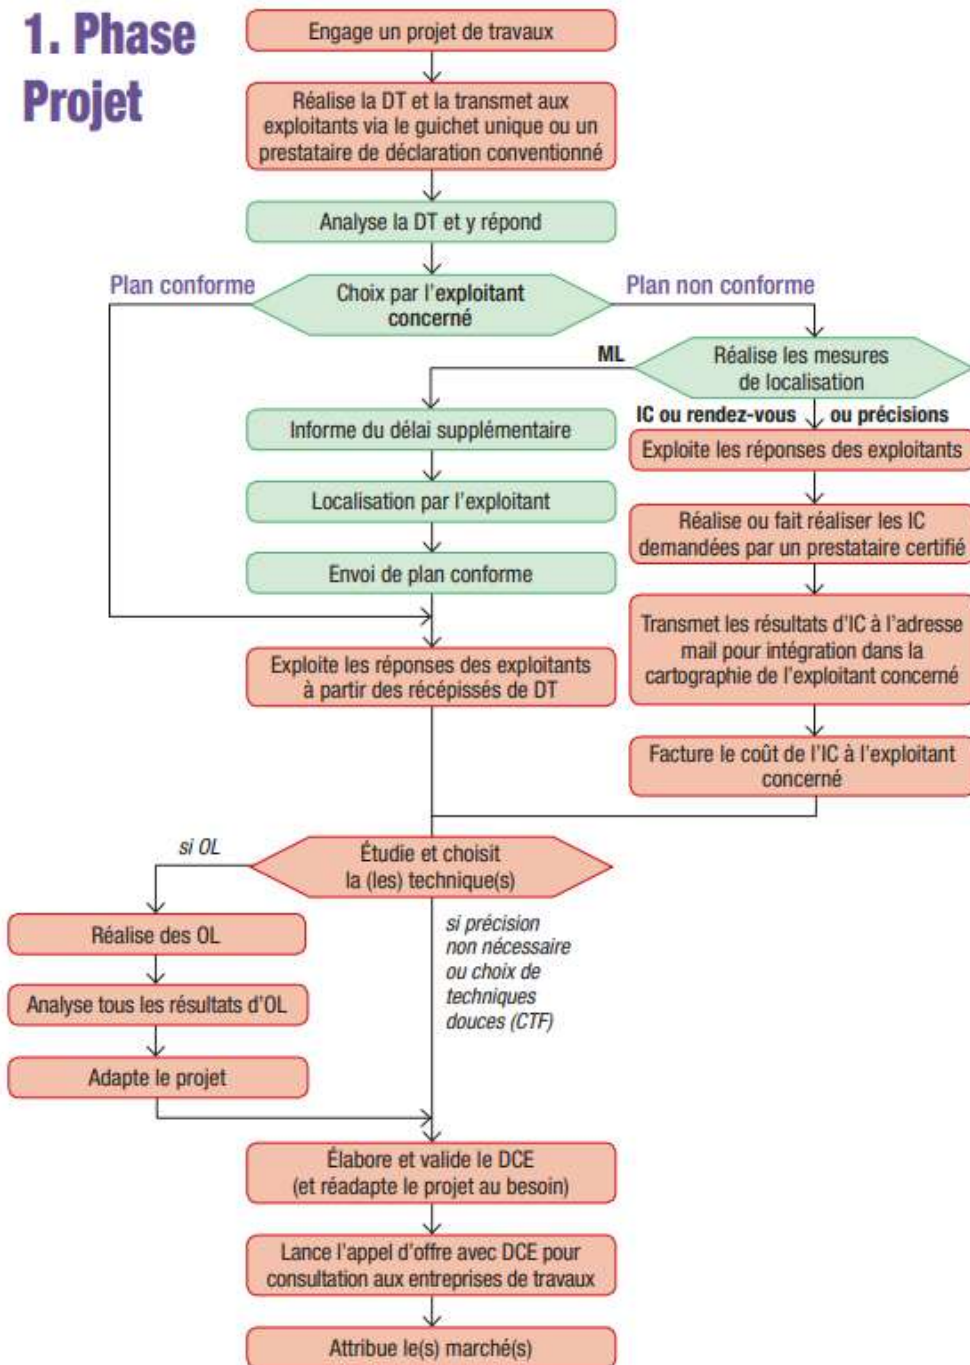 1. Phase
Projet
Engage un projet de travaux
Réalise la DT et la transmet aux
exploitants via le guichet unique ou un
prestataire de déclaration conventionné
Analyse la DT et y répond
Plan conforme
Choix par l'exploitant
concerné
Plan non conforme
ML
Réalise les mesures
de localisation
IC ou rendez-vous
ou précisions
Informe du délai supplémentaire
Localisation par l'exploitant
Envoi de plan conforme
Exploite les réponses des exploitants
à partir des récépissés de DT
Exploite les réponses des exploitants
Réalise ou fait réaliser les IC
demandées par un prestataire certifié
Transmet les résultats d'IC à l'adresse
mail pour intégration dans la
cartographie de l'exploitant concerné
Facture le coût de l'IC à l'exploitant
concerné
si OL
Étudie et choisit
la (les) technique(s)
Réalise des OL
Analyse tous les résultats d'OL
Adapte le projet
si précision
non nécessaire
ou choix de
techniques
douces (CTF)
Élabore et valide le DCE
(et réadapte le projet au besoin)
Lance l'appel d'offre avec DCE pour
consultation aux entreprises de travaux
Attribue le(s) marché(s)